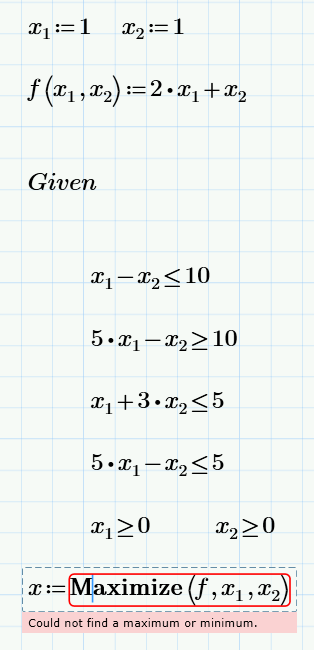 x₁:=1 x₂:=1
f(x₁,x₂):=2•x₁+x₂
Given
x₁−x₂≤10
5•x₁−x₂≥10
x₁+3•x₂≤5
5•x₁−x₂≤5
x₁≥0 x₂≥0
x:=Maximize(f,x₁,x₂)
Could not find a maximum or minimum.